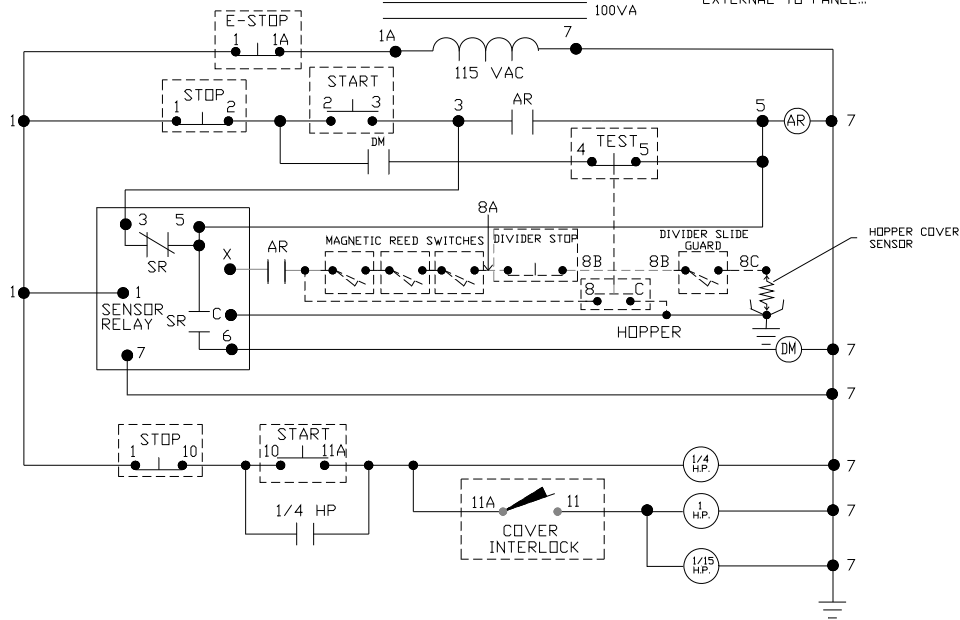 EXTERNAL TO PANEL...
100VA
E-STOP
1 1A
1A
7
115 VAC
START
STOP
1 2
2 3
3
AR
5
AR
1
7
DM
TEST
4 5
8A
3 5
SR
X
AR
MAGNETIC REED SWITCHES
DIVIDER STOP
8B
DIVIDER SLIDE
GUARD
8B
8C
HOPPER COVER
SENSOR
1
1
SENSOR
RELAY
SR
C
8 C
HOPPER
6
DM
7
7
7
STOP
1 10
START
10 11A
1/4
H.P.
7
1/4 HP
11A
11
COVER
INTERLOCK
1
H.P.
7
1/15
H.P.
7